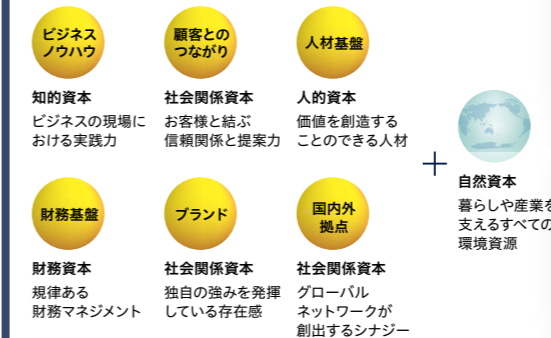 ビジネス
ノウハウ
知的資本
ビジネスの現場に
おける実践力
顧客との
つながり
社会関係資本
お客様と結ぶ
信頼関係と提案力
人材基盤
人的資本
価値を創造する
ことのできる人材
財務基盤
財務資本
規律ある
財務マネジメント
ブランド
社会関係資本
独自の強みを発揮
している存在感
国内外
拠点
社会関係資本
グローバル
ネットワークが
創出するシナジー
+
自然資本
暮らしや産業を
支えるすべての
環境資源